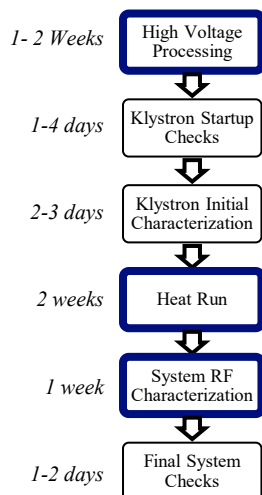 1- 2 Weeks
High Voltage
Processing
1-4 days
Klystron Startup
Checks
2-3 days
Klystron Initial
Characterization
2 weeks
Heat Run
1 week
System RF
Characterization
1-2 days
Final System
Checks